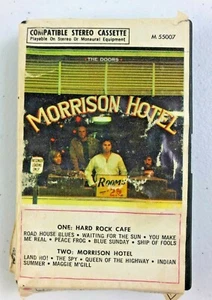 COMPATIBLE STEREO CASSETTE
Playable On Stereo Or Monaural Equipment
M 55007
THE DOORS
MORRISON HOTEL
ROOMS
ONE: HARD ROCK CAFE
ROAD HOUSE BLUES • WAITING FOR THE SUN • YOU MAKE
ME REAL • PEACE FROG • BLUE SUNDAY • SHIP OF FOOLS
TWO: MORRISON HOTEL
LAND HO! • THE SPY • QUEEN OF THE HIGHWAY • INDIAN
SUMMER • MAGGIE M'GILL